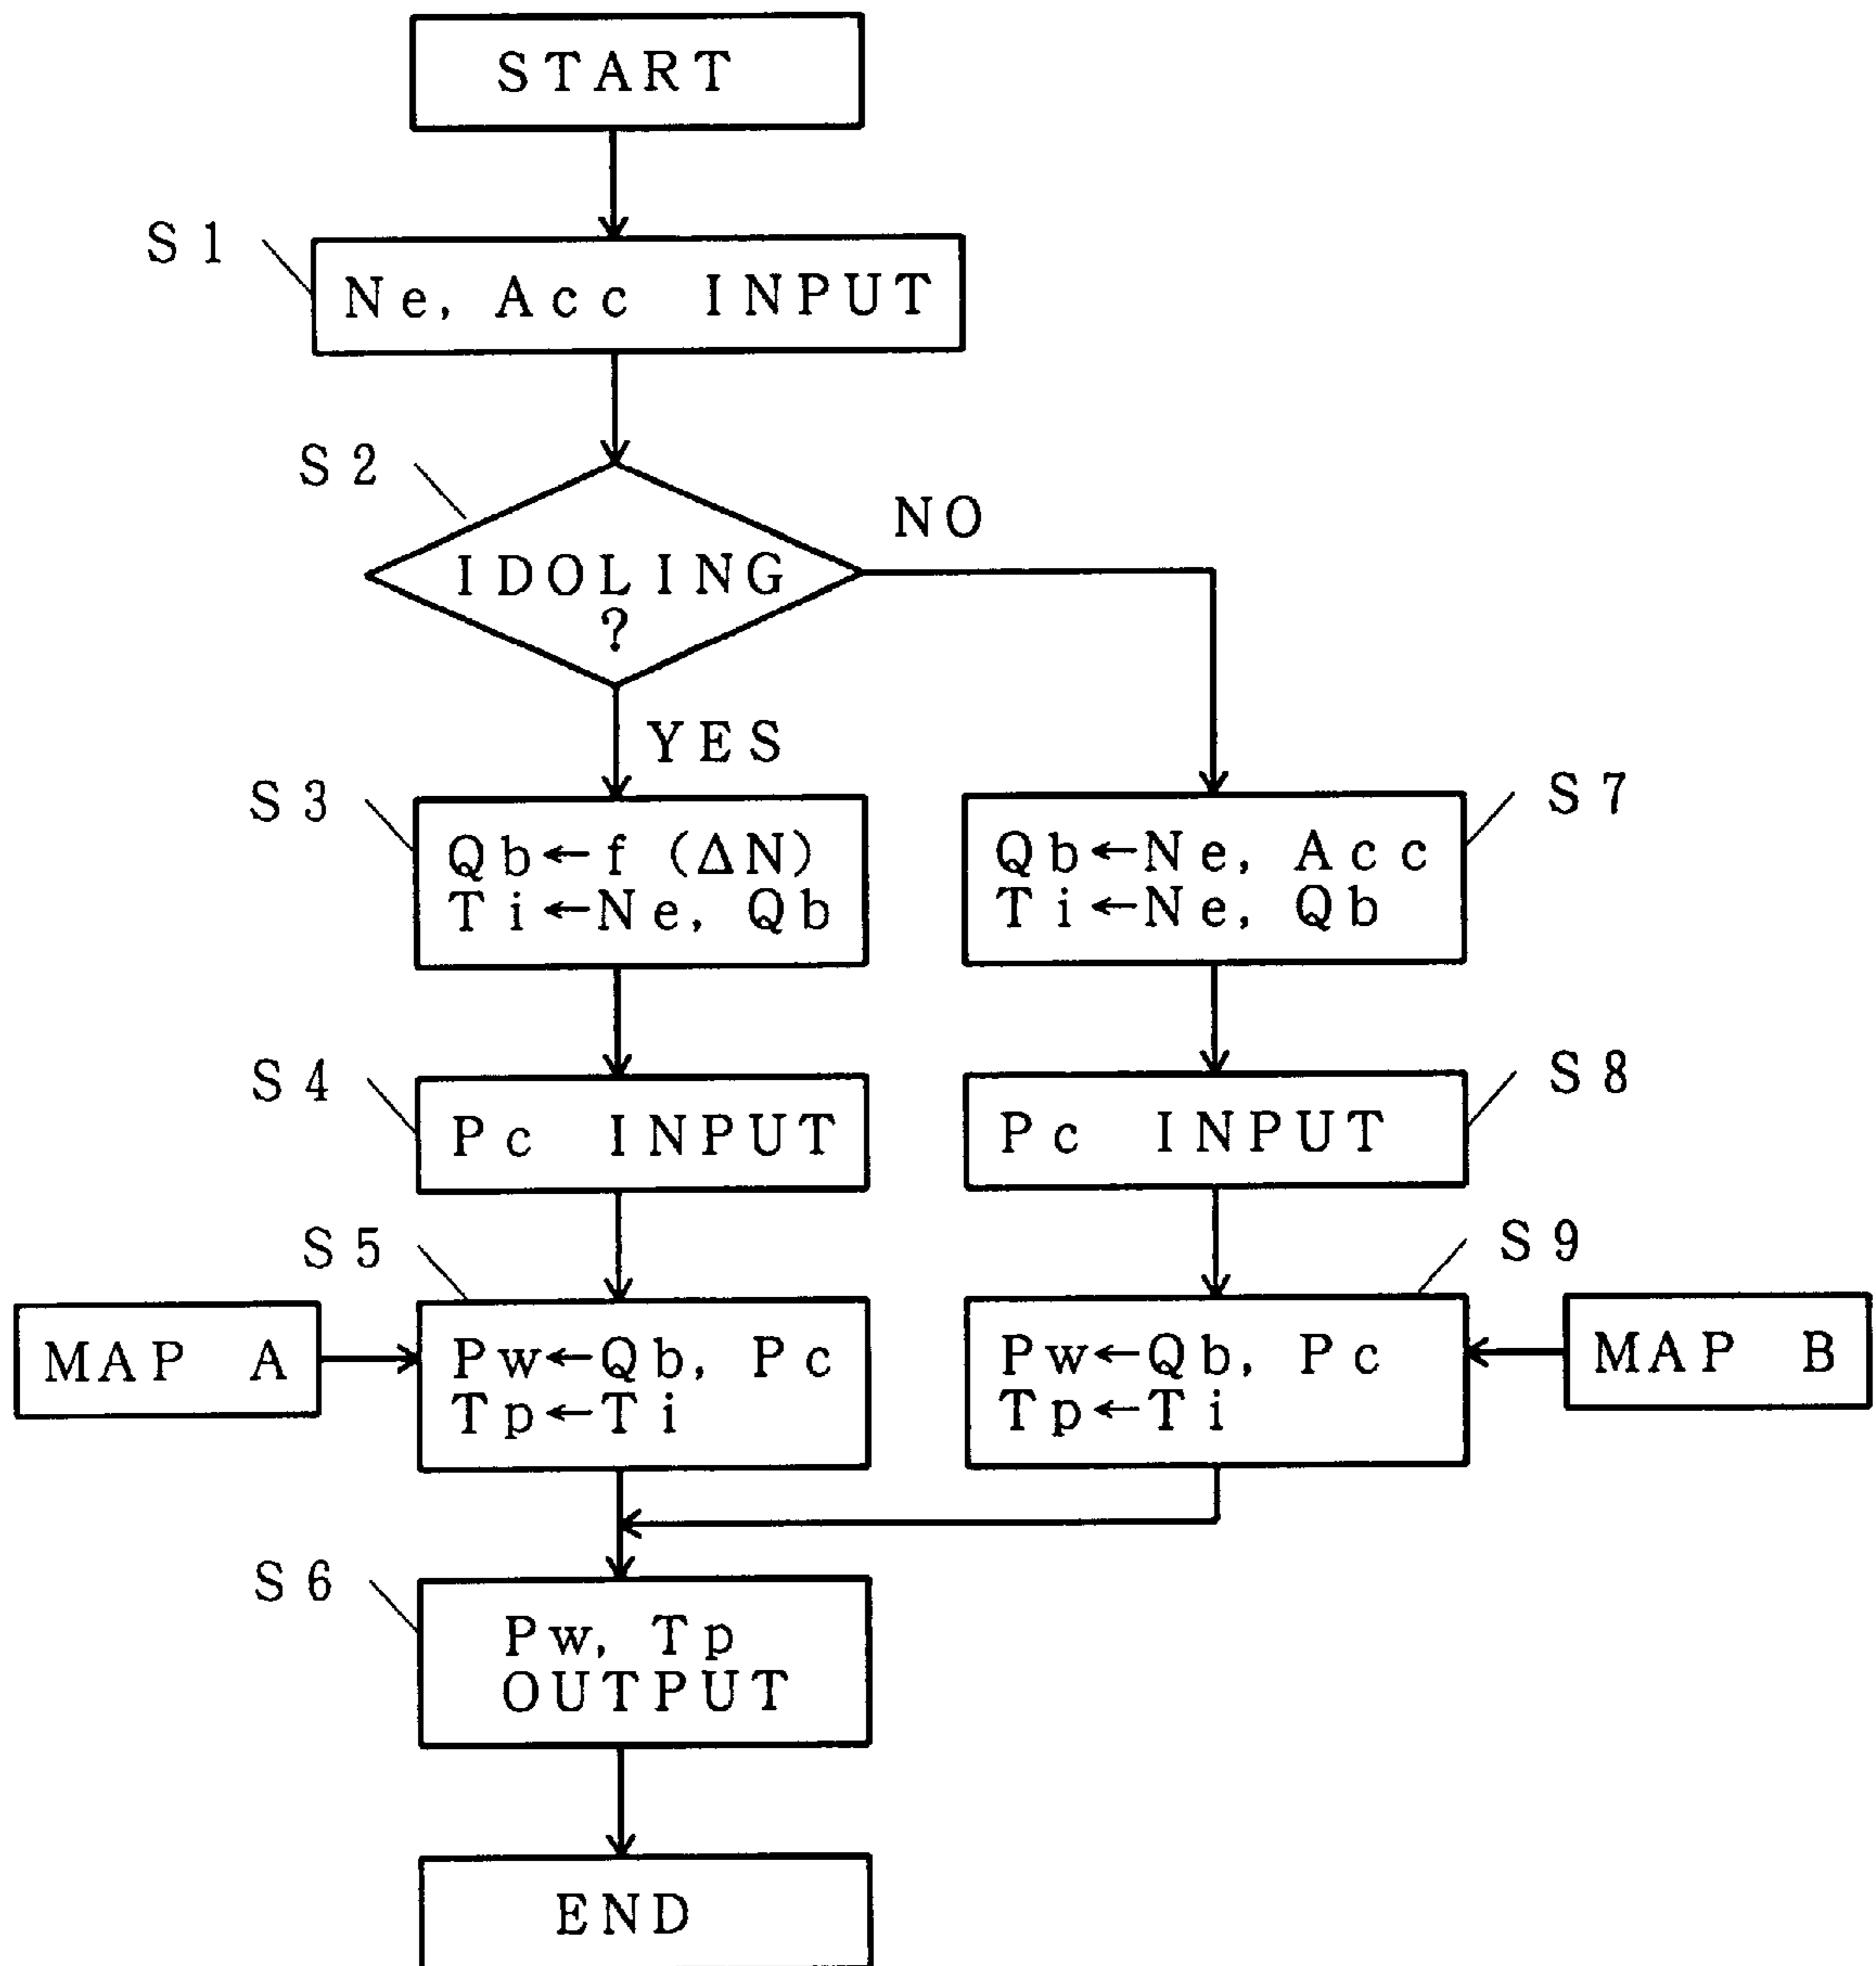 START
S1
Ne, Acc INPUT
S2
IDOLING
?
NO
YES
S3
Qb←f (ΔN)
Ti←Ne, Qb
S7
Qb←Ne, Acc
Ti←Ne, Qb
S4
Pc INPUT
S8
Pc INPUT
S5
MAP A
Pw←Qb, Pc
Tp←Ti
S9
Pw←Qb, Pc
Tp←Ti
MAP B
S6
Pw, Tp
OUTPUT
END